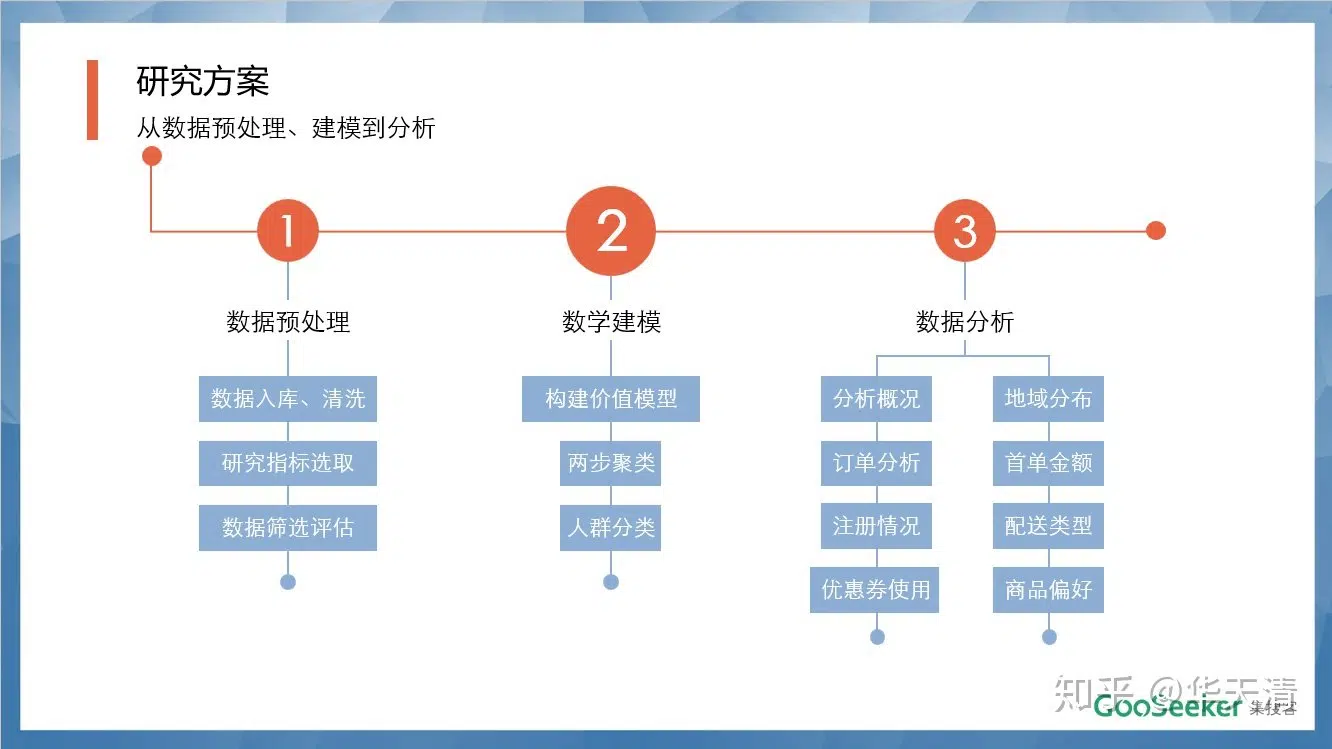 研究方案
从数据预处理、建模到分析
1
2
3
数据预处理
数学建模
数据分析
数据入库、清洗
研究指标选取
数据筛选评估
构建价值模型
两步聚类
人群分类
分析概况
订单分析
注册情况
优惠券使用
地域分布
首单金额
配送类型
商品偏好
知乎 @华天清
GooSeeker 集搜客